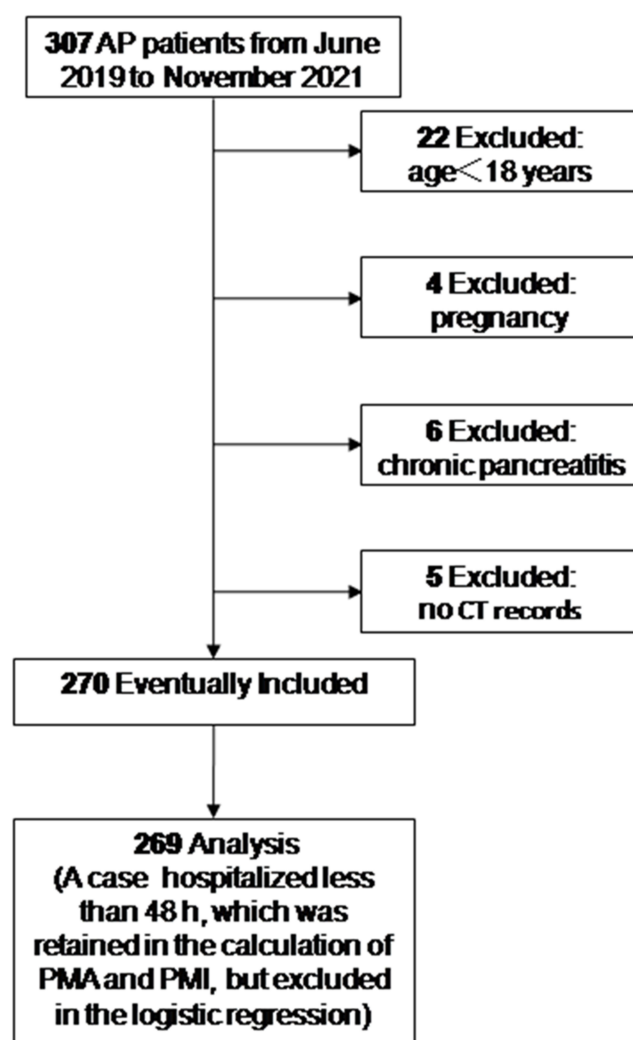 307 AP patients from June
2019 to November 2021
22 Excluded:
age＜18 years
4 Excluded:
pregnancy
6 Excluded:
chronic pancreatitis
5 Excluded:
no CT records
270 Eventually Included
269 Analysis
(A case hospitalized less
than 48 h, which was
retained in the calculation of
PMA and PMI, but excluded
in the logistic regression)